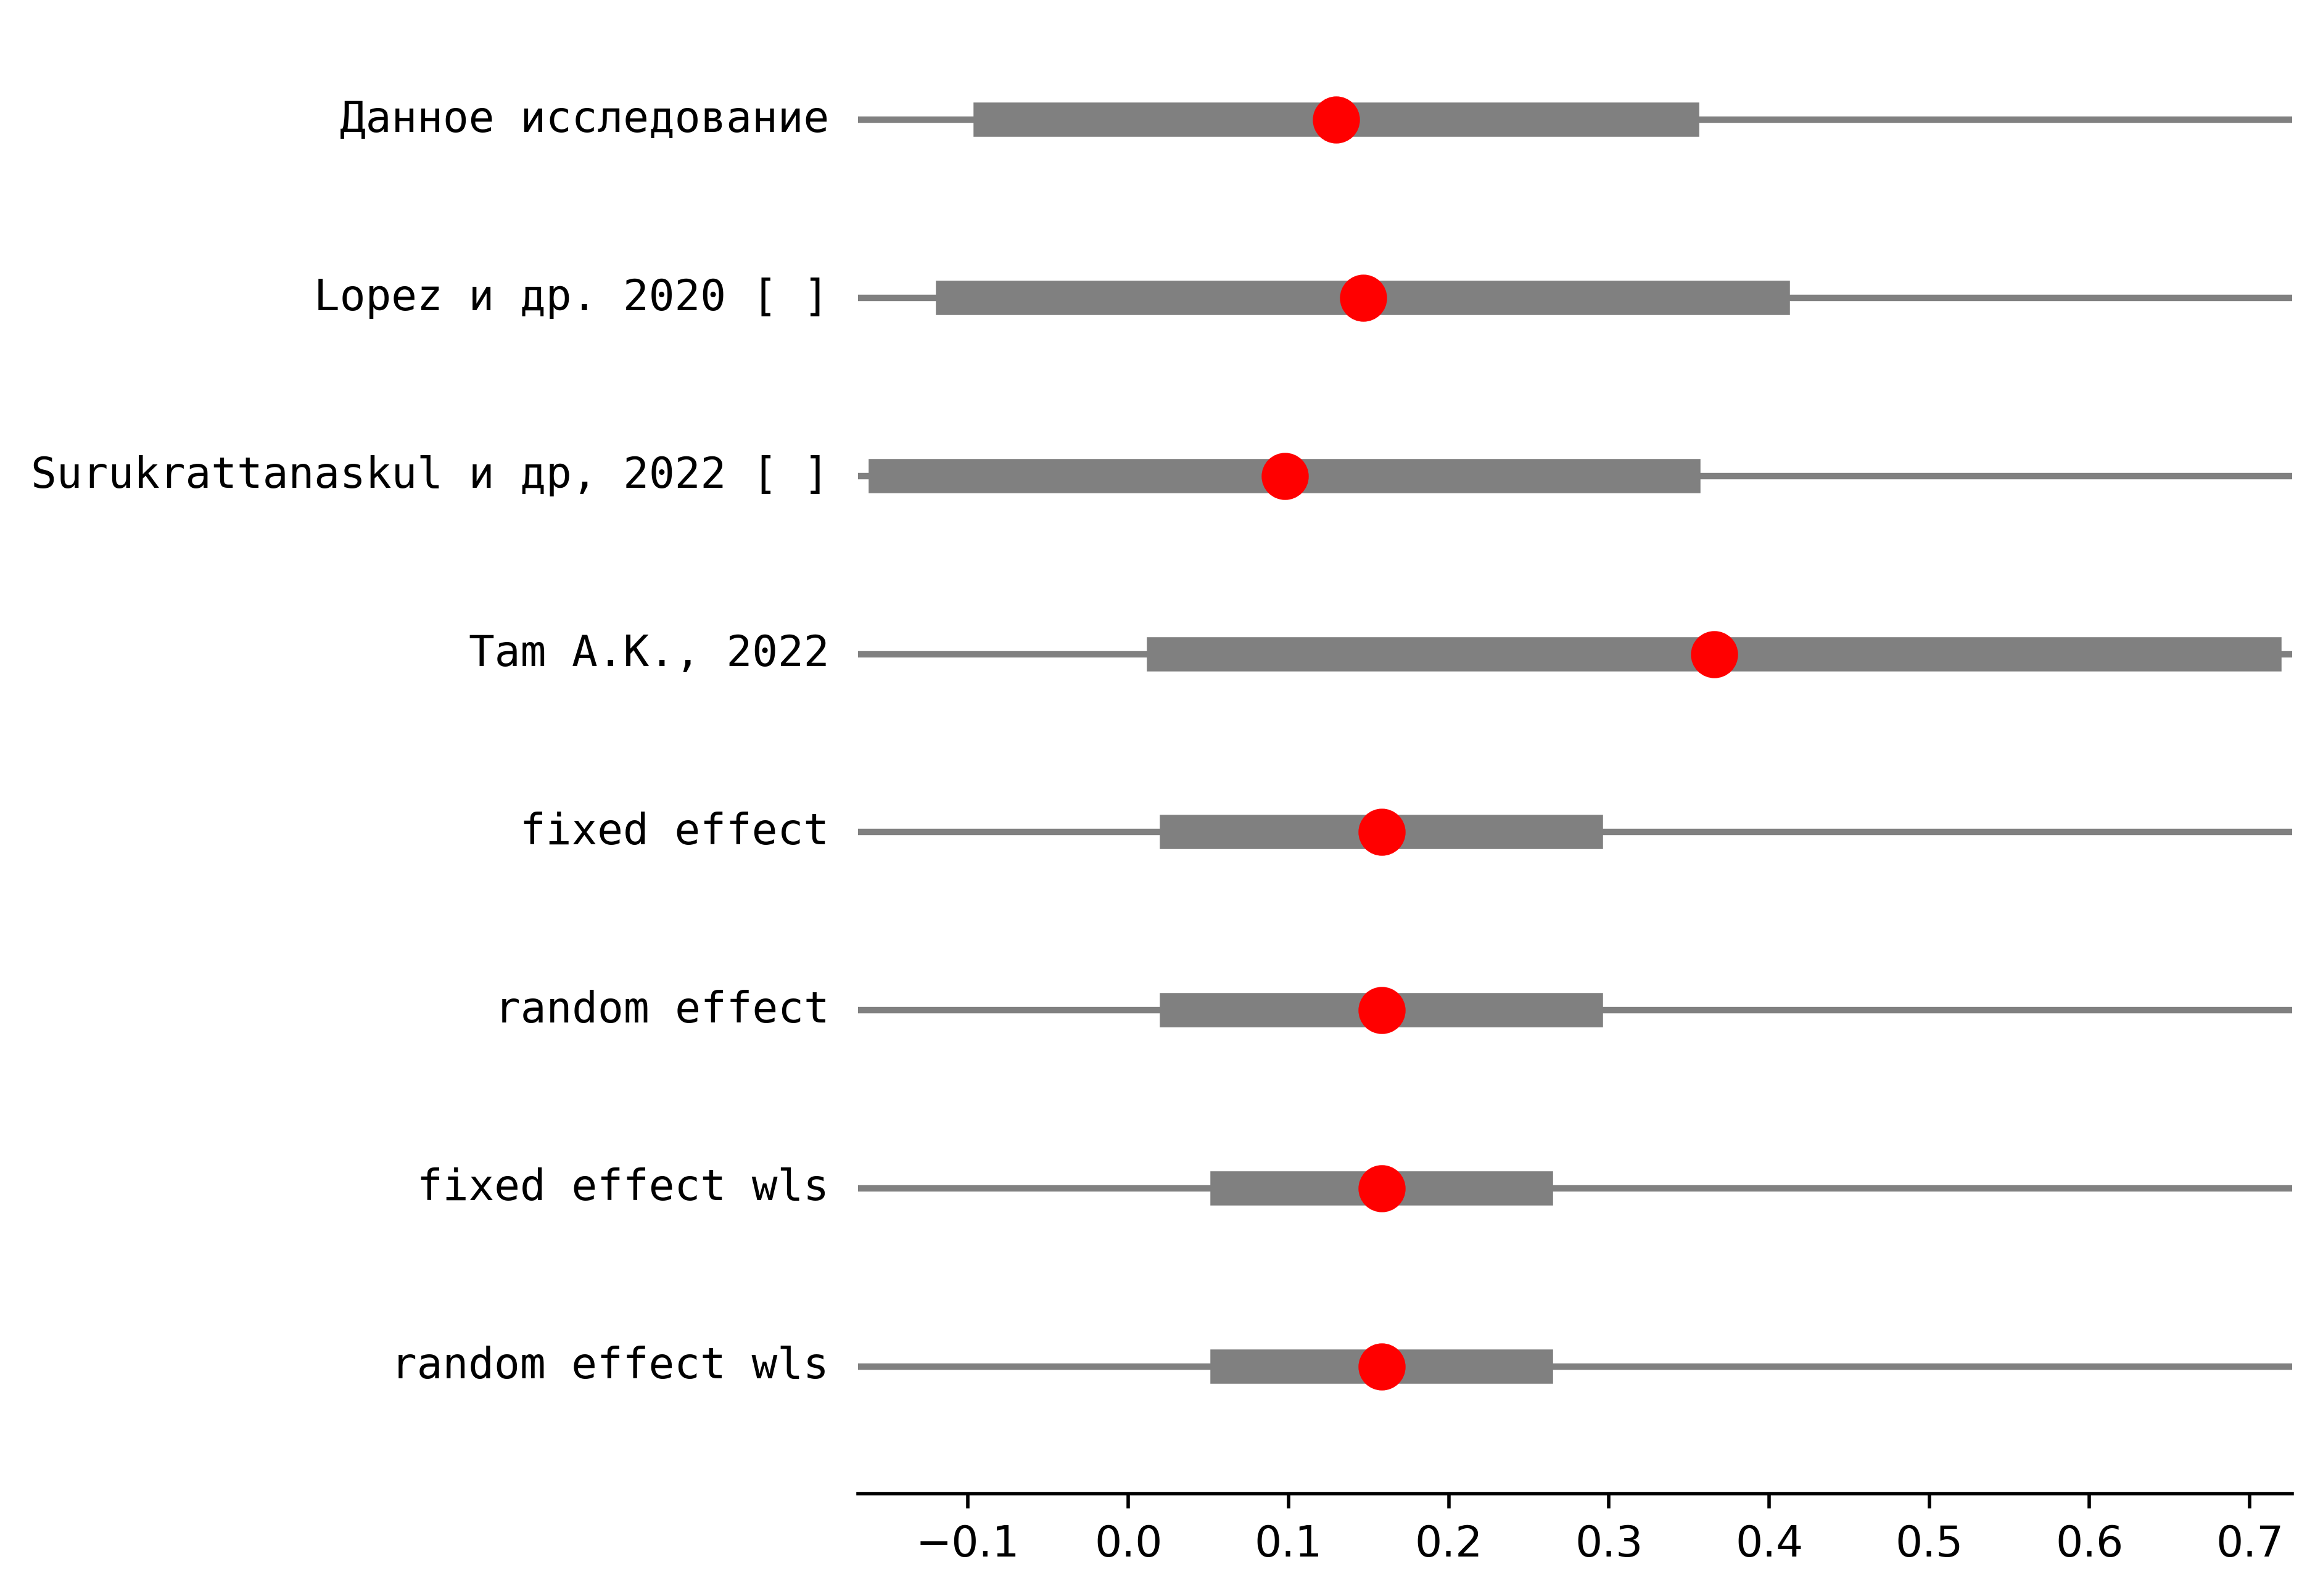 Данное исследование
Lopez и др. 2020 [ ]
Surukrattanaskul и др, 2022 [ ]
Tam A.K., 2022
fixed effect
random effect
fixed effect wls
random effect wls
−0.1 0.0 0.1 0.2 0.3 0.4 0.5 0.6 0.7